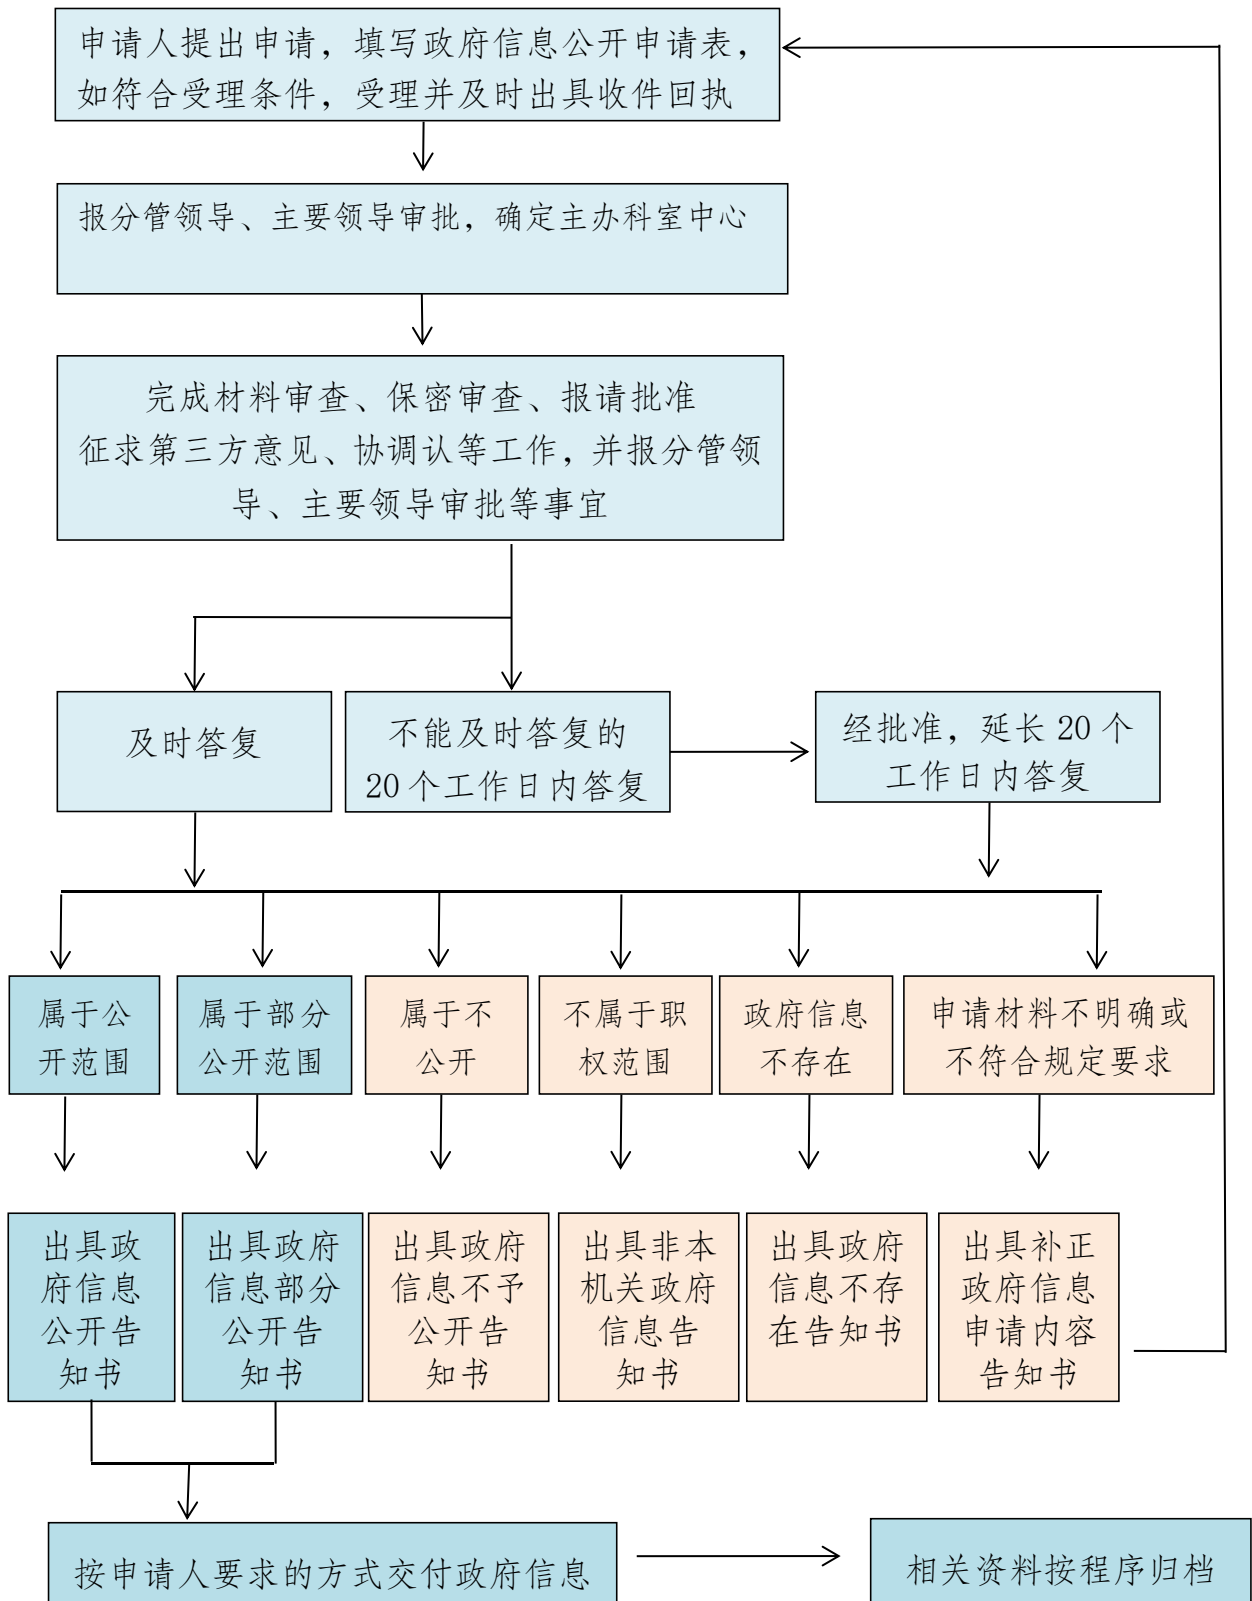 申请人提出申请，填写政府信息公开申请表，
如符合受理条件，受理并及时出具收件回执
报分管领导、主要领导审批，确定主办科室中心
完成材料审查、保密审查、报请批准
征求第三方意见、协调认等工作，并报分管领
导、主要领导审批等事宜
及时答复
不能及时答复的
20个工作日内答复
经批准，延长20个
工作日内答复
属于公
开范围
属于部分
公开范围
属于不
公开
不属于职
权范围
政府信息
不存在
申请材料不明确或
不符合规定要求
出具政
府信息
公开告
知书
出具政府
信息部分
公开告
知书
出具政府
信息不予
公开告
知书
出具非本
机关政府
信息告
知书
出具政府
信息不存
在告知书
出具补正
政府信息
申请内容
告知书
按申请人要求的方式交付政府信息
相关资料按程序归档